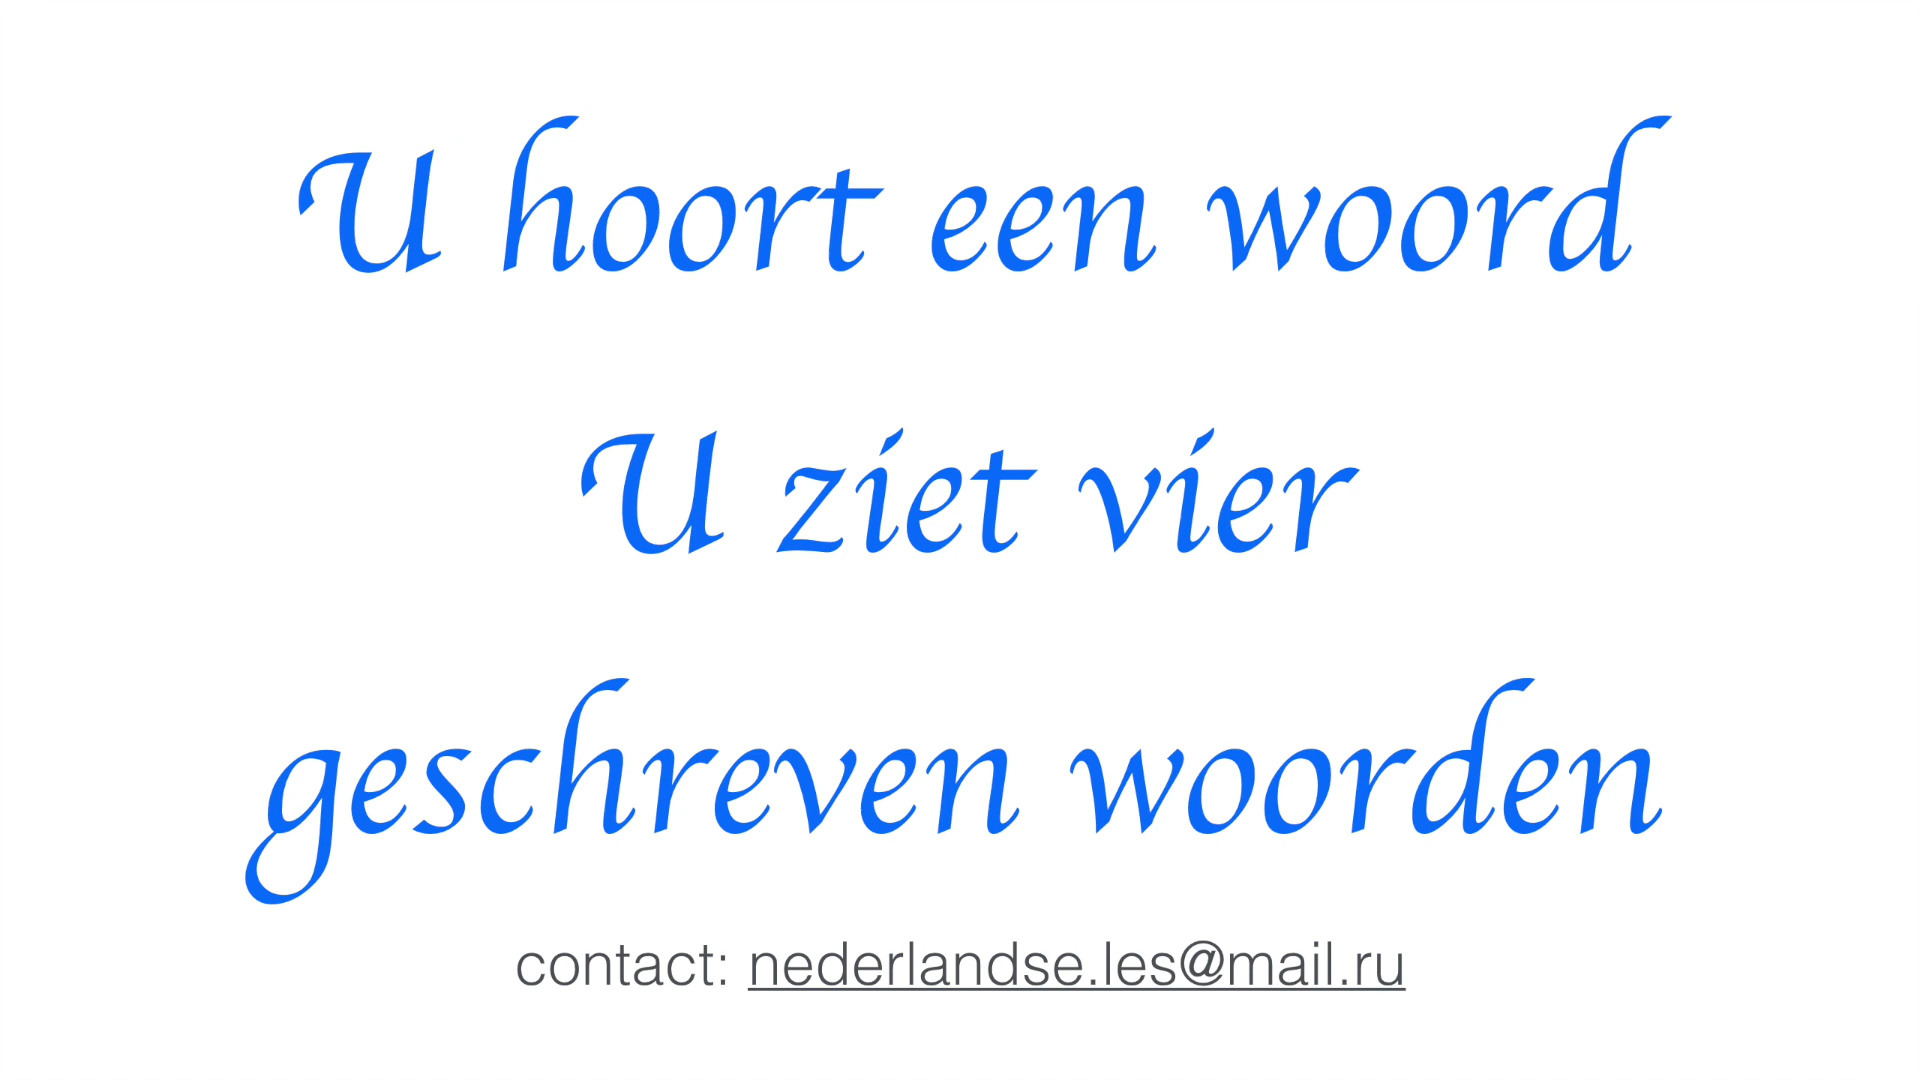 U hoort een woord
U ziet vier
geschreven woorden
contact: nederlandse.les@mail.ru